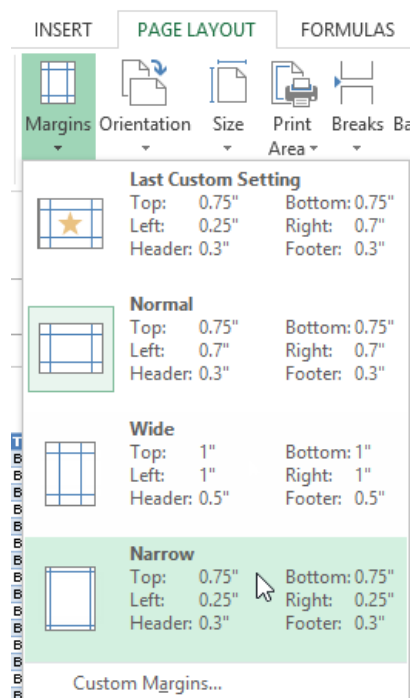 INSERT PAGE LAYOUT FORMULAS
Margins Orientation Size Print Area Breaks Ba
Last Custom Setting
Top: 0.75" Bottom: 0.75"
Left: 0.25" Right: 0.7"
Header: 0.3" Footer: 0.3"
Normal
Top: 0.75" Bottom: 0.75"
Left: 0.7" Right: 0.7"
Header: 0.3" Footer: 0.3"
Wide
Top: 1" Bottom: 1"
Left: 1" Right: 1"
Header: 0.5" Footer: 0.5"
Narrow
Top: 0.75" Bottom: 0.75"
Left: 0.25" Right: 0.25"
Header: 0.3" Footer: 0.3"
Custom Margins...